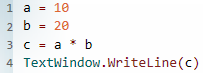 1 a = 10
2 b = 20
3 c = a * b
4 TextWindow.WriteLine(c)